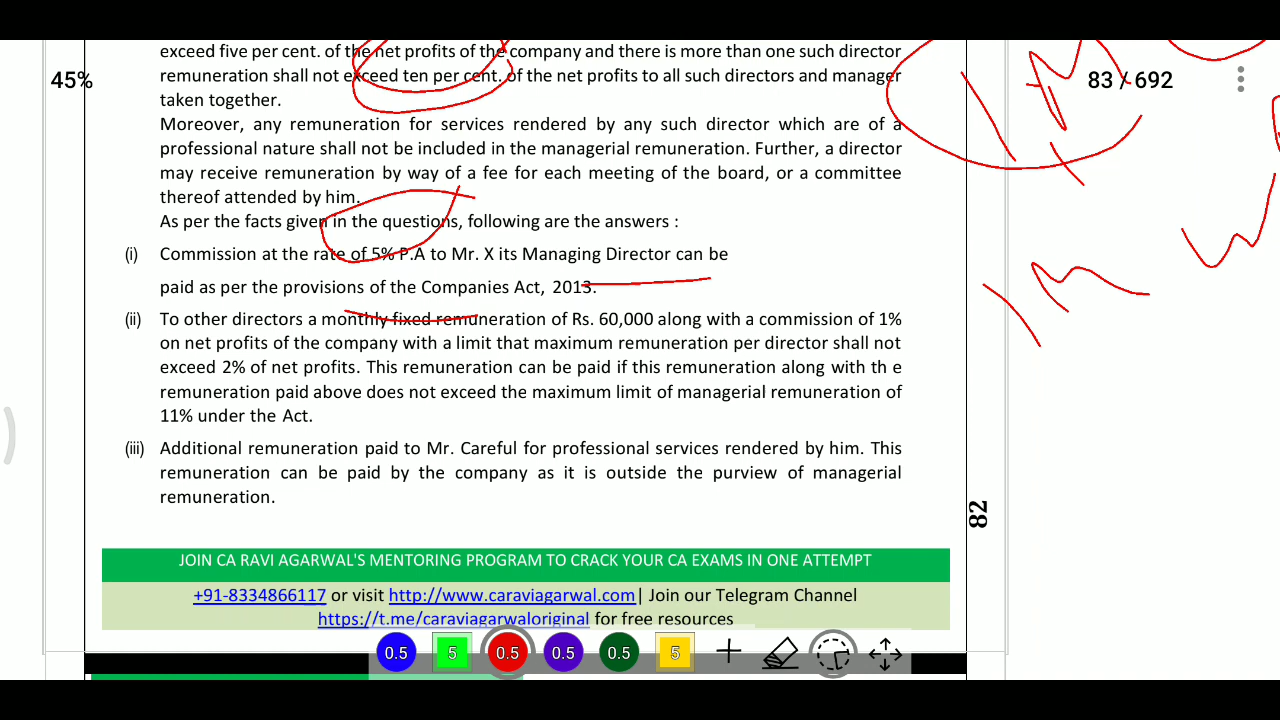 exceed five per cent. of the net profits of the company and there is more than one such director
45%
remuneration shall not exceed ten per cent. of the net profits to all such directors and manager
83 / 692
taken together.
Moreover, any remuneration for services rendered by any such director which are of a
professional nature shall not be included in the managerial remuneration. Further, a director
may receive remuneration by way of a fee for each meeting of the board, or a committee
thereof attended by him.
As per the facts given in the questions, following are the answers :
(i) Commission at the rate of 5% P.A to Mr. X its Managing Director can be
paid as per the provisions of the Companies Act, 2013.
(ii) To other directors a monthly fixed remuneration of Rs. 60,000 along with a commission of 1%
on net profits of the company with a limit that maximum remuneration per director shall not
exceed 2% of net profits. This remuneration can be paid if this remuneration along with th e
remuneration paid above does not exceed the maximum limit of managerial remuneration of
11% under the Act.
(iii) Additional remuneration paid to Mr. Careful for professional services rendered by him. This
remuneration can be paid by the company as it is outside the purview of managerial
remuneration.
82
JOIN CA RAVI AGARWAL'S MENTORING PROGRAM TO CRACK YOUR CA EXAMS IN ONE ATTEMPT
+91-8334866117 or visit http://www.caraviagarwal.com| Join our Telegram Channel
https://t.me/caraviagarwaloriginal for free resources
0.5 5 0.5 0.5 0.5 5